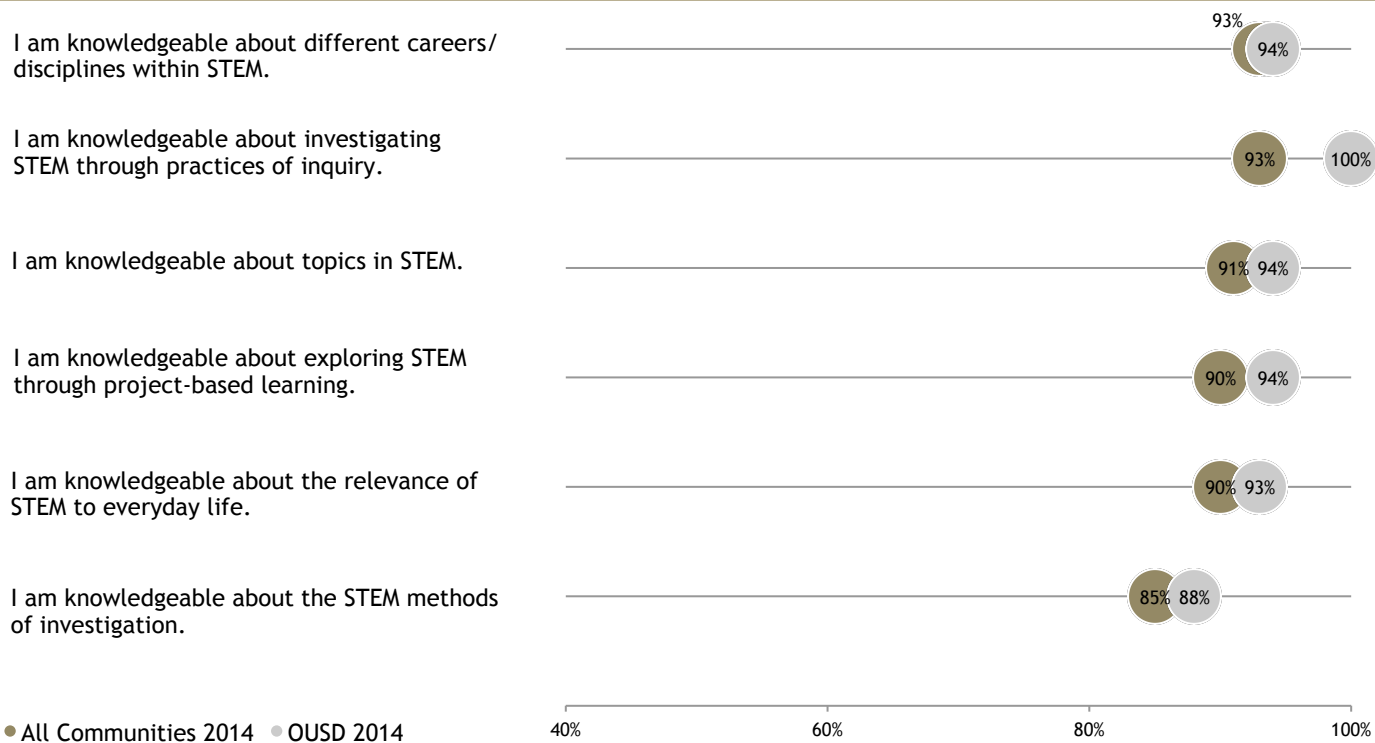 I am knowledgeable about different careers/
disciplines within STEM.
93%
94%
I am knowledgeable about investigating
STEM through practices of inquiry.
93%
100%
I am knowledgeable about topics in STEM.
91%
94%
I am knowledgeable about exploring STEM
through project-based learning.
90%
94%
I am knowledgeable about the relevance of
STEM to everyday life.
90%
93%
I am knowledgeable about the STEM methods
of investigation.
85%
88%
All Communities 2014 OUSD 2014
40% 60% 80% 100%